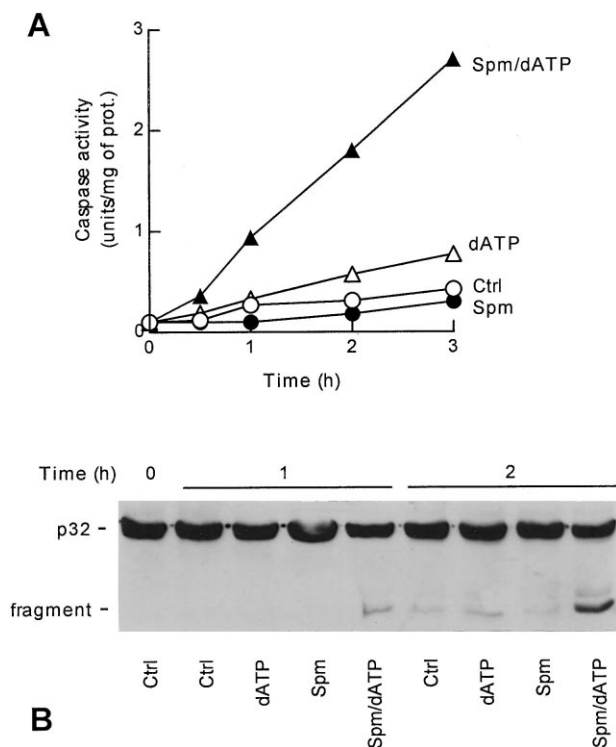 A
3
2
1
0
Caspase activity
(units/mg of prot.)
Spm/dATP
dATP
Ctrl
Spm
0 1 2 3
Time (h)
Time (h) 0 1 2
p32 -
fragment -
Ctrl Ctrl dATP Spm Spm/dATP Ctrl dATP Spm Spm/dATP
B